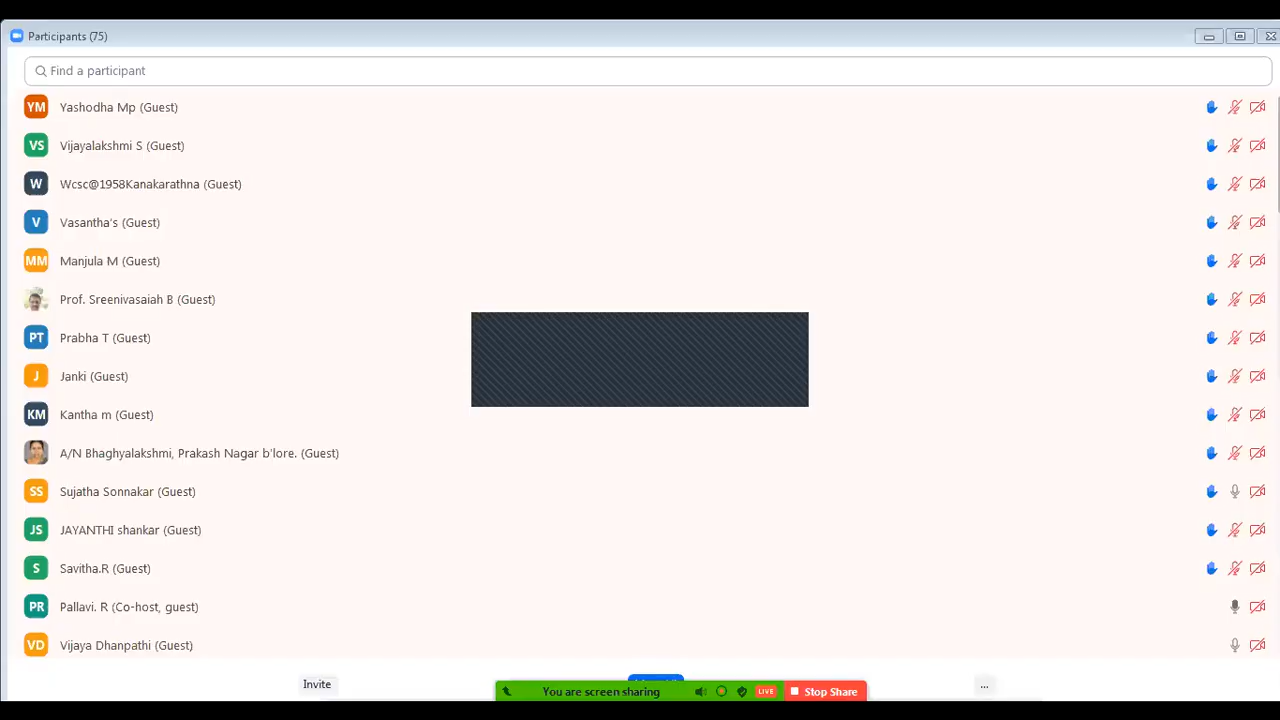 Participants (75)
Find a participant
YM Yashodha Mp (Guest)
VS Vijayalakshmi S (Guest)
W Wcsc@1958Kanakarathna (Guest)
V Vasantha's (Guest)
MM Manjula M (Guest)
Prof. Sreenivasaiah B (Guest)
PT Prabha T (Guest)
J Janki (Guest)
KM Kantha m (Guest)
A/N Bhaghyalakshmi, Prakash Nagar b'lore. (Guest)
SS Sujatha Sonnakar (Guest)
JS JAYANTHI shankar (Guest)
S Savitha.R (Guest)
PR Pallavi. R (Co-host, guest)
VD Vijaya Dhanpathi (Guest)
Invite ...
You are screen sharing LIVE Stop Share